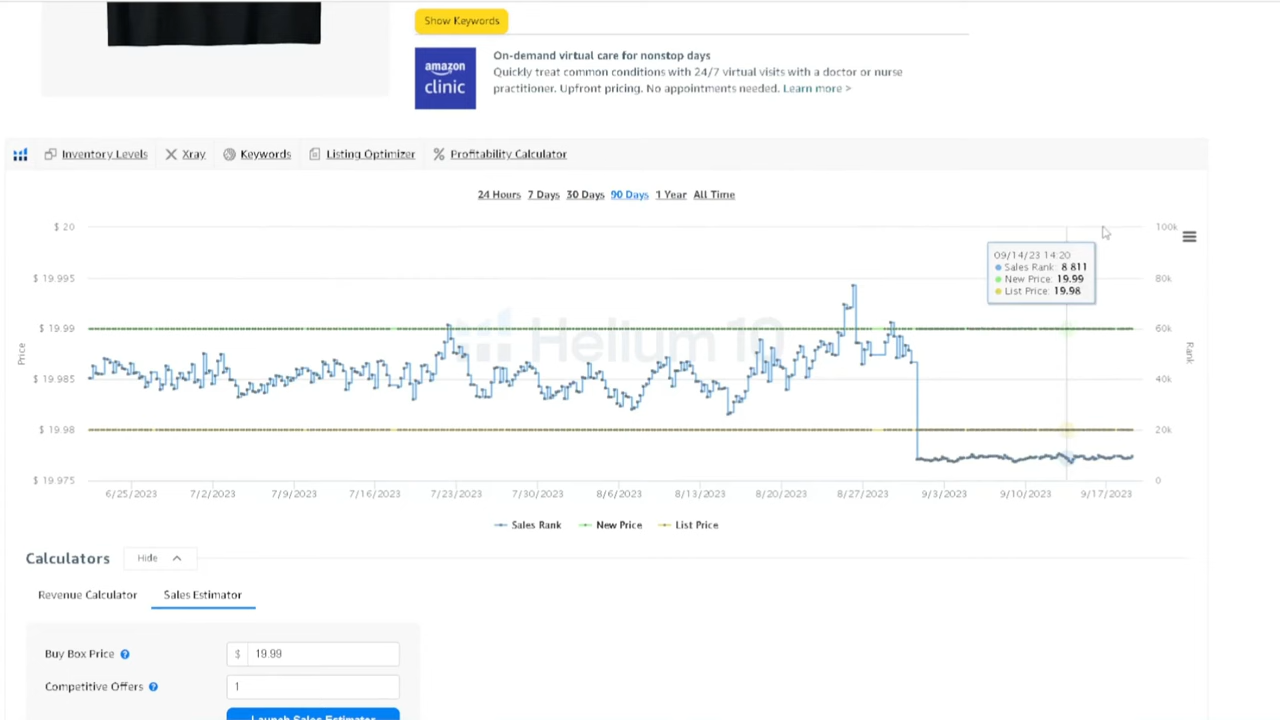 Show Keywords
On-demand virtual care for nonstop days
amazon
clinic
Quickly treat common conditions with 24/7 virtual visits with a doctor or nurse
practitioner. Upfront pricing. No appointments needed. Learn more >
Inventory Levels Xray Keywords Listing Optimizer % Profitability Calculator
24 Hours 7 Days 30 Days 90 Days 1 Year All Time
$ 20 100k
09/14/23 14:20
Sales Rank: 8 811
New Price: 19.99
List Price: 19.98
$ 19.995 80k
$ 19.99 60k
Helium 10
Price Rank
$ 19.985 40k
$ 19.98 20k
$ 19.975 0
6/25/2023 7/2/2023 7/9/2023 7/16/2023 7/23/2023 7/30/2023 8/6/2023 8/13/2023 8/20/2023 8/27/2023 9/3/2023 9/10/2023 9/17/2023
Sales Rank New Price List Price
Calculators Hide
Revenue Calculator Sales Estimator
Buy Box Price ? $ 19.99
Competitive Offers ? 1
Launch Sales Estimator